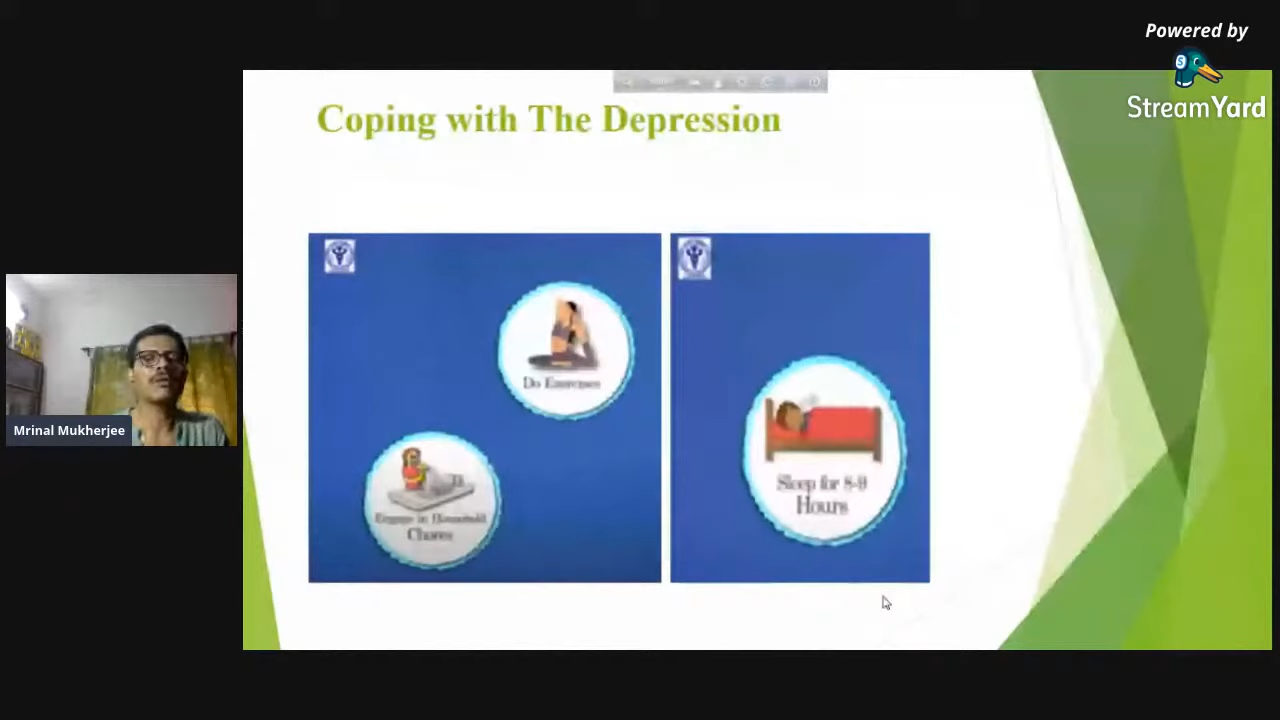 Powered by
StreamYard
Coping with The Depression
Do Exercises
Engage in Household
Chores
Sleep for 8-9
Hours
Mrinal Mukherjee